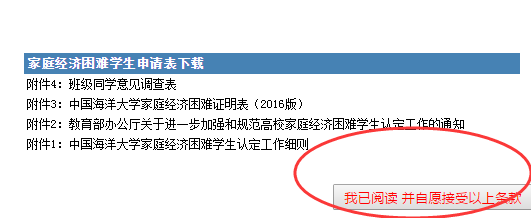 家庭经济困难学生申请表下载
附件4：班级同学意见调查表
附件3：中国海洋大学家庭经济困难证明表（2016版）
附件2：教育部办公厅关于进一步加强和规范高校家庭经济困难学生认定工作的通知
附件1：中国海洋大学家庭经济困难学生认定工作细则
我已阅读 并自愿接受以上条款